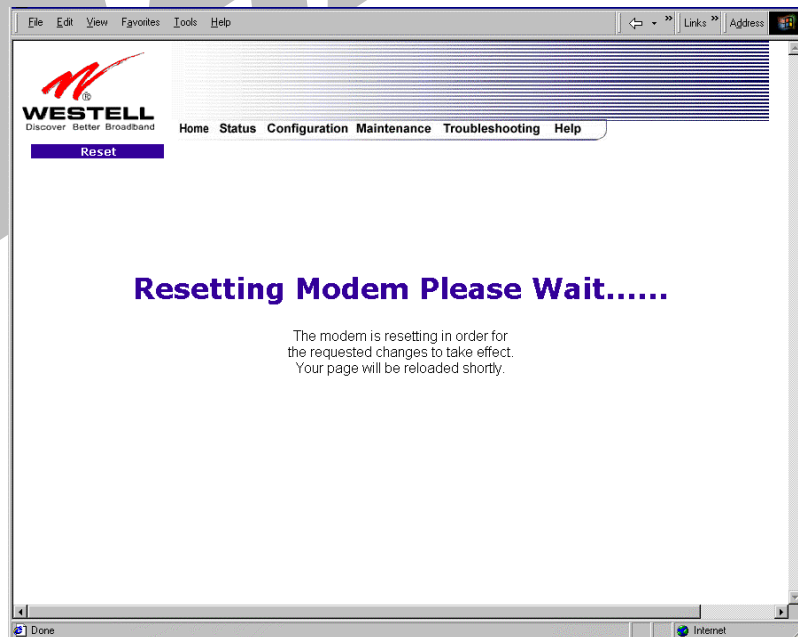 File Edit View Favorites Tools Help
Links
Address
WESTELL
®
Discover Better Broadband
Home Status Configuration Maintenance Troubleshooting Help
Reset
Resetting Modem Please Wait......
The modem is resetting in order for
the requested changes to take effect.
Your page will be reloaded shortly.
Done
Internet